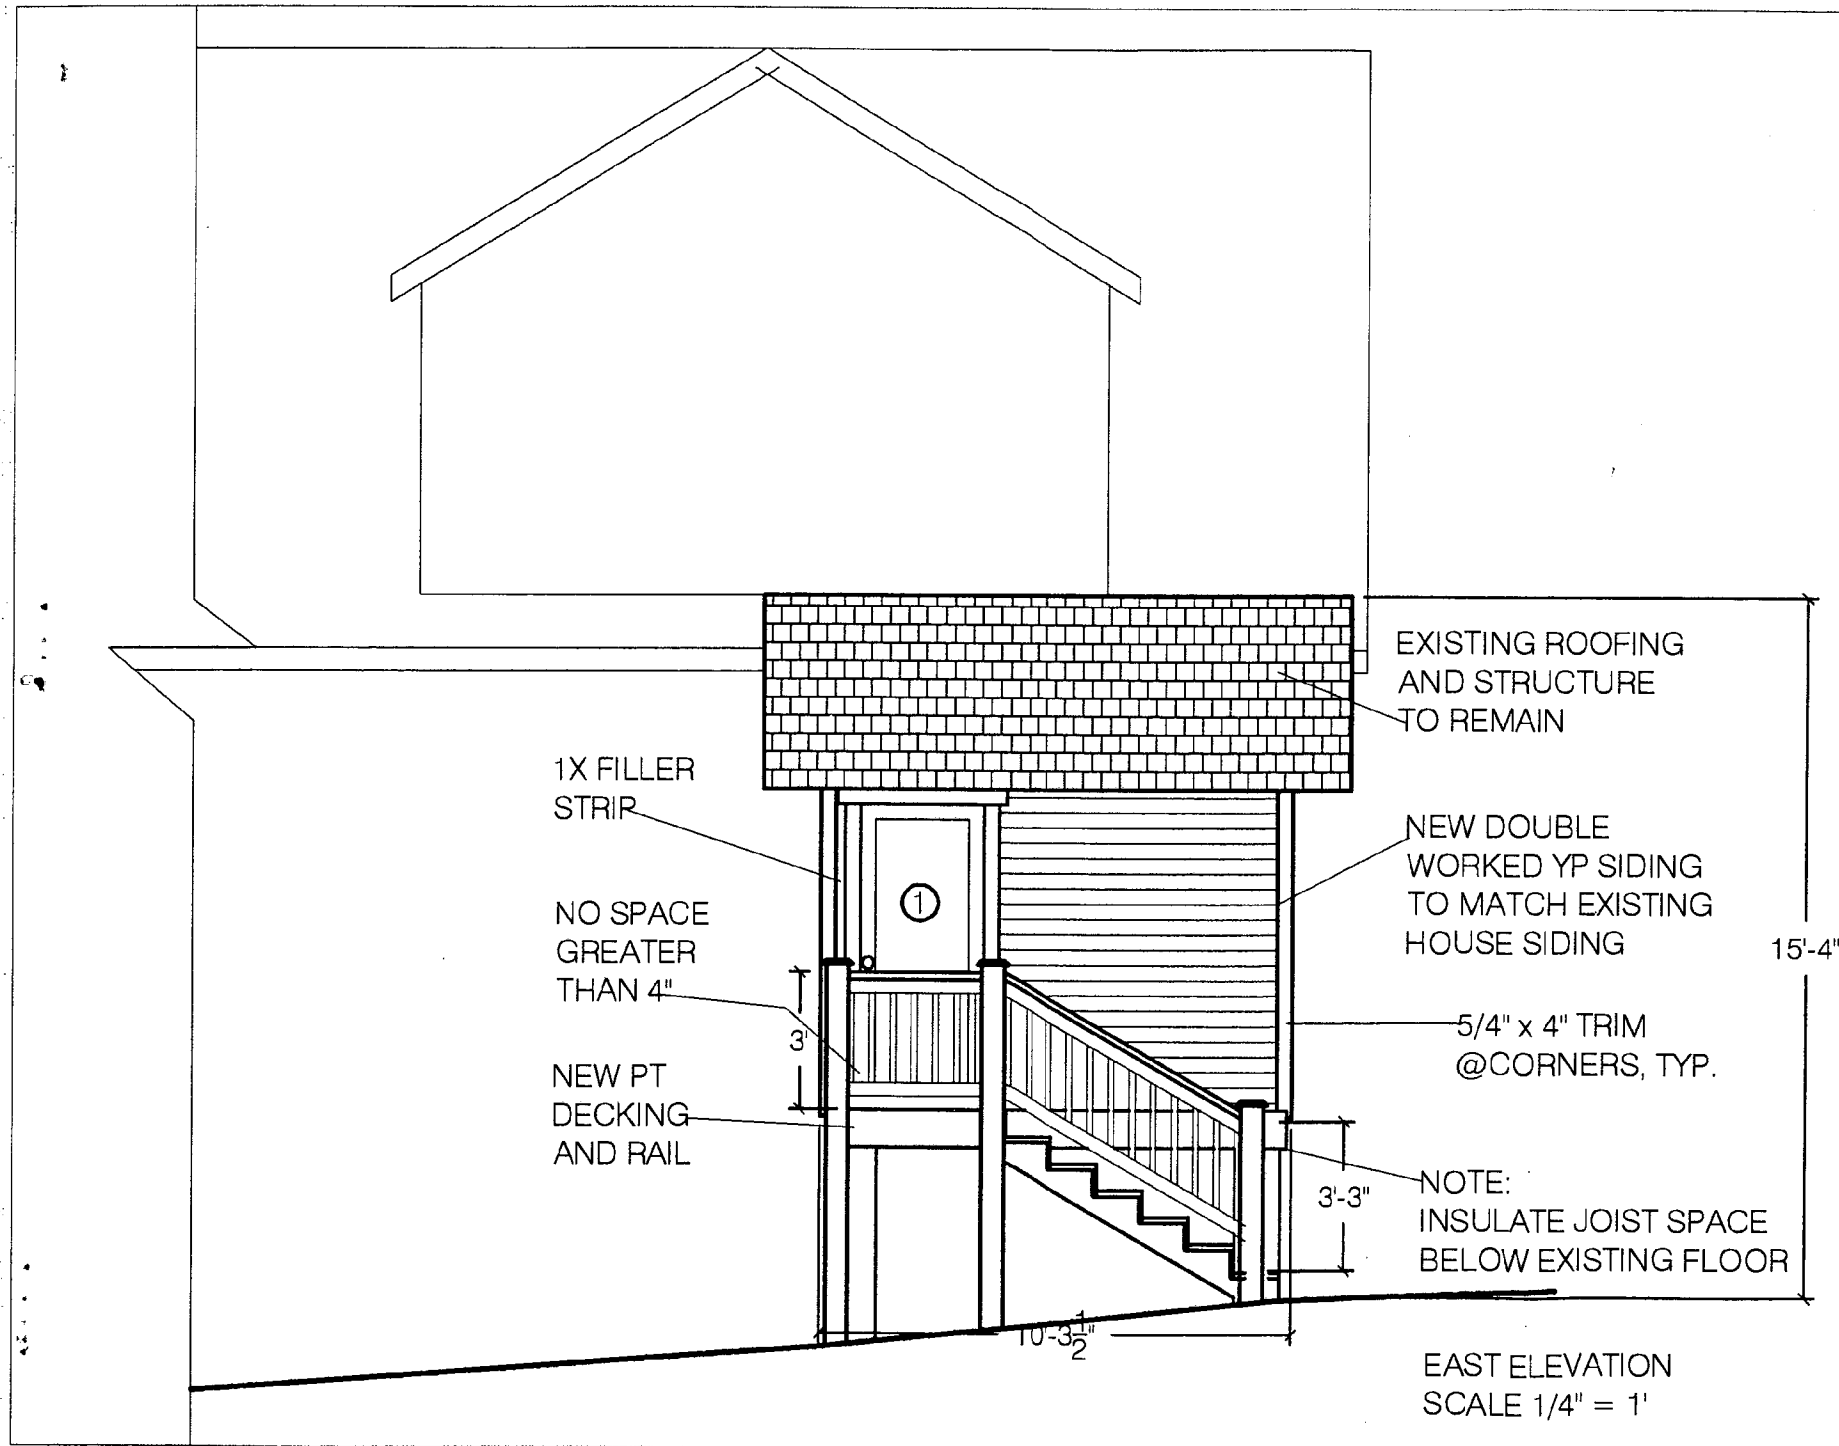 EXISTING ROOFING
AND STRUCTURE
TO REMAIN
1X FILLER
STRIP
NEW DOUBLE
WORKED YP SIDING
TO MATCH EXISTING
HOUSE SIDING
1
NO SPACE
GREATER
THAN 4"
15'-4"
3'
5/4" x 4" TRIM
@CORNERS, TYP.
NEW PT
DECKING
AND RAIL
3'-3"
NOTE:
INSULATE JOIST SPACE
BELOW EXISTING FLOOR
10'-3 1/2"
EAST ELEVATION
SCALE 1/4" = 1'